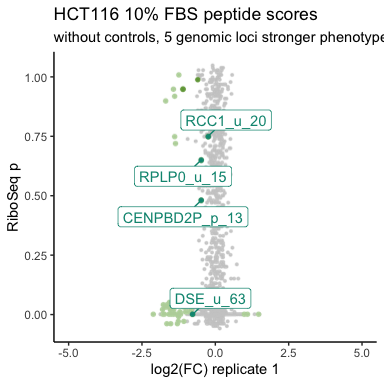 HCT116 10% FBS peptide scores
without controls, 5 genomic loci stronger phenotype
1.00
RCC1_u_20
0.75
RPLP0_u_15
0.50
CENPBD2P_p_13
0.25
DSE_u_63
0.00
RiboSeq p
-5.0 -2.5 0.0 2.5 5.0
log2(FC) replicate 1